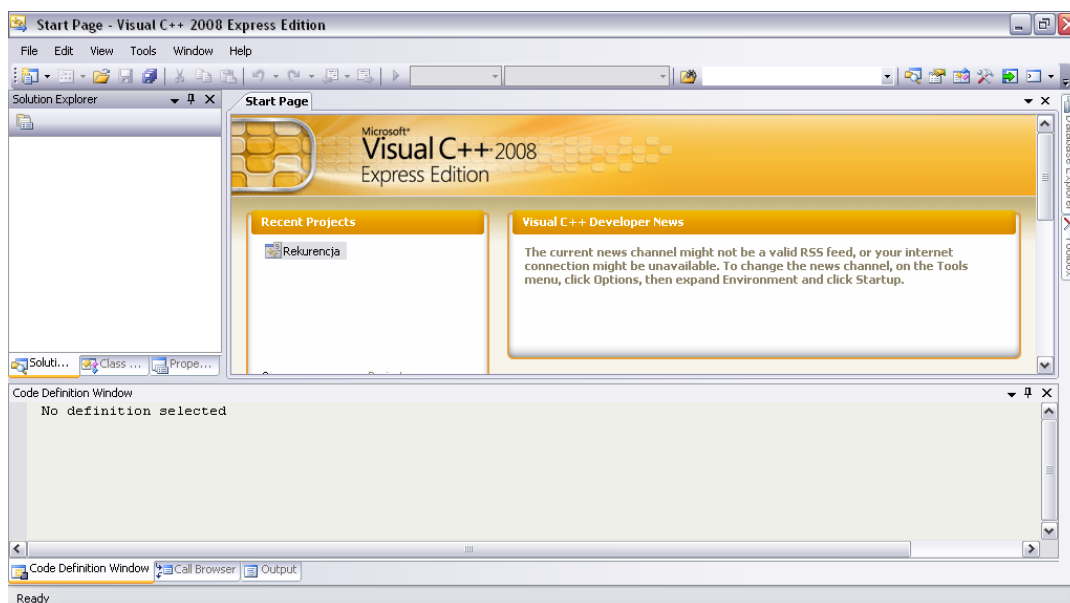 Start Page - Visual C++ 2008 Express Edition
File Edit View Tools Window Help
Solution Explorer
Start Page
Microsoft®
Visual C++ 2008
Express Edition
Recent Projects
Rekurencja
Visual C++ Developer News
The current news channel might not be a valid RSS feed, or your internet
connection might be unavailable. To change the news channel, on the Tools
menu, click Options, then expand Environment and click Startup.
Database Explorer
Toolbox
Soluti... Class ... Prope...
Code Definition Window
No definition selected
Code Definition Window Call Browser Output
Ready